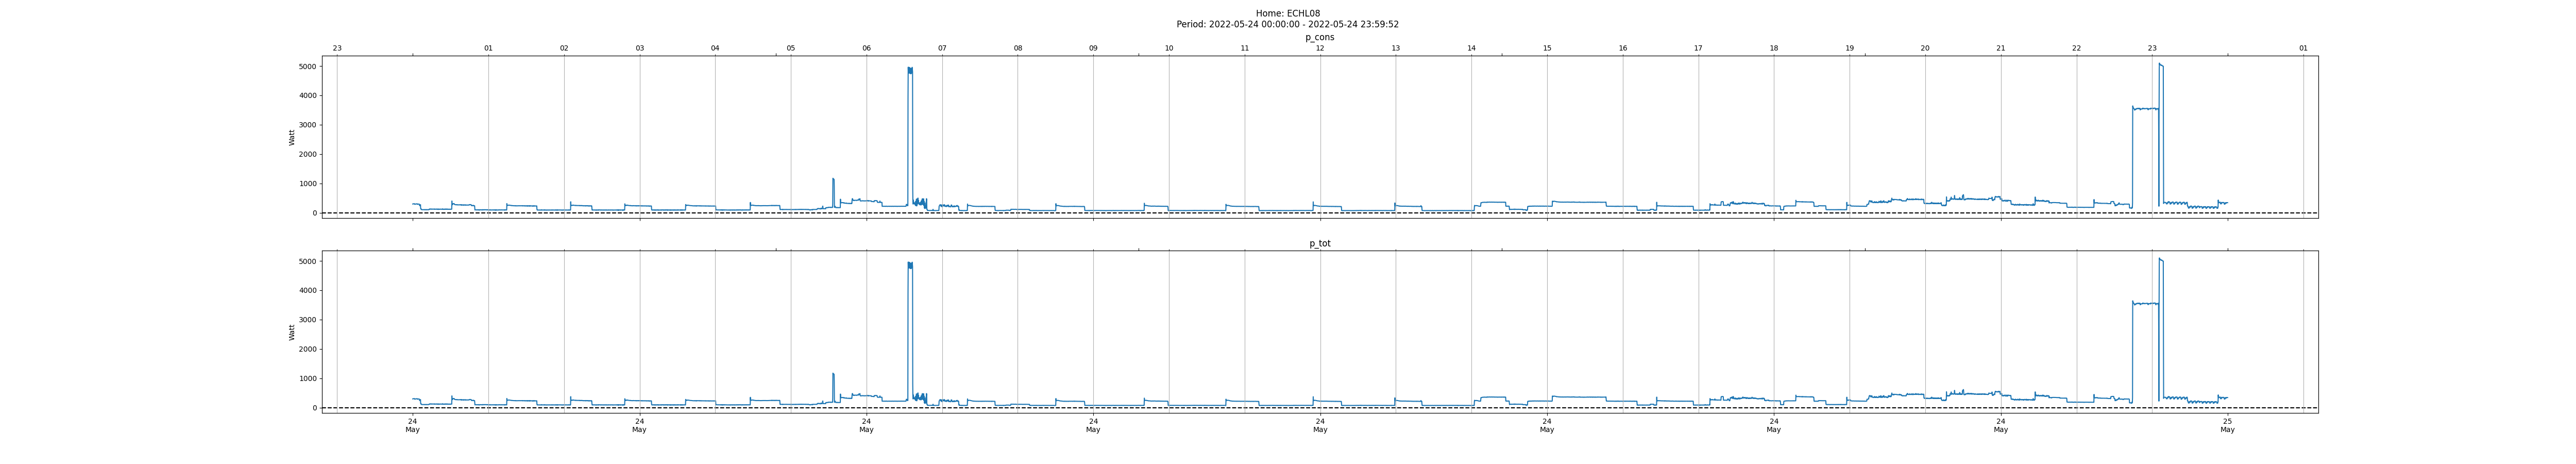 Home: ECHL08
Period: 2022-05-24 00:00:00 - 2022-05-24 23:59:52
p_cons
23 01 02 03 04 05 06 07 08 09 10 11 12 13 14 15 16 17 18 19 20 21 22 23 01
5000
4000
3000
2000
1000
0
Watt
p_tot
5000
4000
3000
2000
1000
0
Watt
24 24 24 24 24 24 24 24 25
May May May May May May May May May